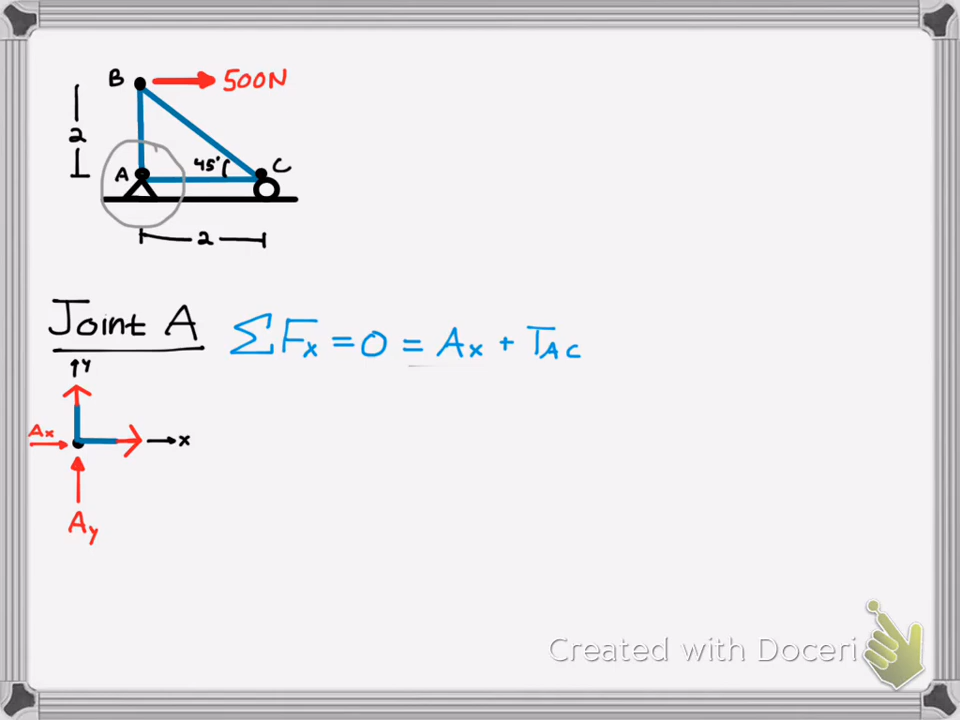 B 500N
2
A 45° C
2
Joint A ΣFx = 0 = Ax + TAC
↑Y
Ax → x
Ay
Created with Doceri